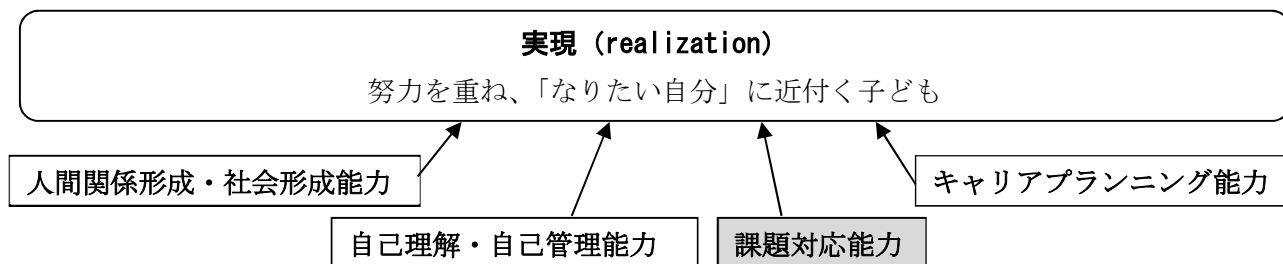 実現（realization）
努力を重ね、「なりたい自分」に近付く子ども
人間関係形成・社会形成能力
キャリアプランニング能力
自己理解・自己管理能力
課題対応能力